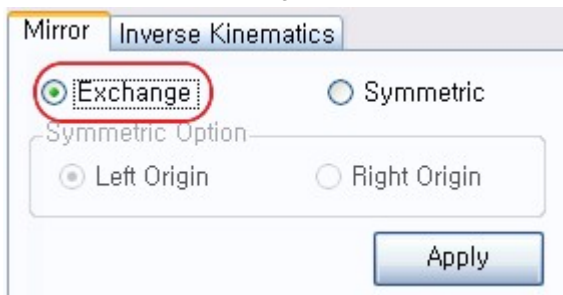 Mirror Inverse Kinematics
Exchange Symmetric
Symmetric Option
Left Origin Right Origin
Apply